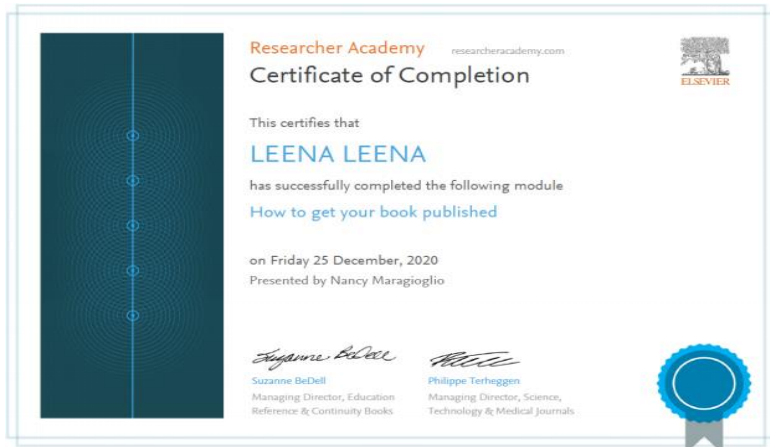 Researcher Academy researcheracademy.com
Certificate of Completion
ELSEVIER
This certifies that
LEENA LEENA
has successfully completed the following module
How to get your book published
on Friday 25 December, 2020
Presented by Nancy Maragioglio
Suzanne BeDell
Suzanne BeDell
Philippe Terheggen
Managing Director, Education
Reference & Continuity Books
Managing Director, Science,
Technology & Medical Journals